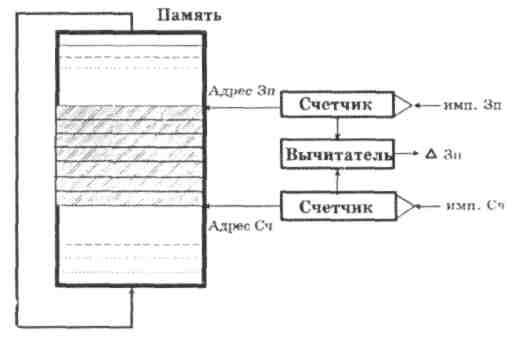 Память
Адрес Зп
Счетчик
имп. Зп
Вычитатель
Δ Зп
Адрес Сч
Счетчик
имп. Сч